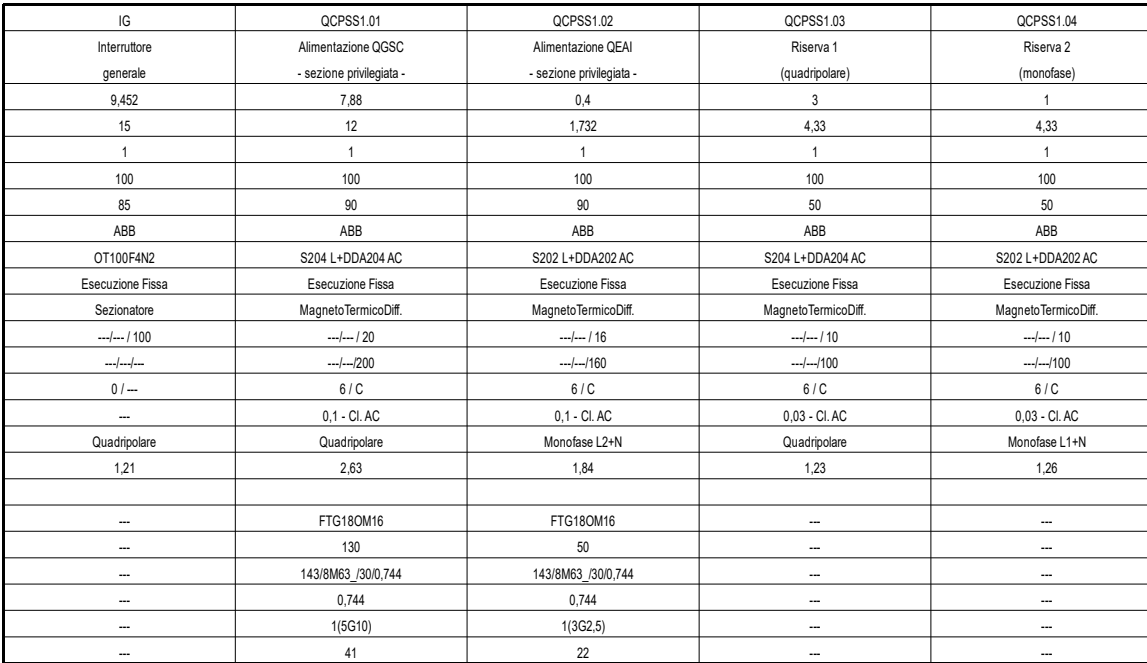 IG QCPSS1.01 QCPSS1.02 QCPSS1.03 QCPSS1.04
Interruttore Alimentazione QGSC Alimentazione QEAI Riserva 1 Riserva 2
generale - sezione privilegiata - - sezione privilegiata - (quadripolare) (monofase)
9,452 7,88 0,4 3 1
15 12 1,732 4,33 4,33
1 1 1 1 1
100 100 100 100 100
85 90 90 50 50
ABB ABB ABB ABB ABB
OT100F4N2 S204 L+DDA204 AC S202 L+DDA202 AC S204 L+DDA204 AC S202 L+DDA202 AC
Esecuzione Fissa Esecuzione Fissa Esecuzione Fissa Esecuzione Fissa Esecuzione Fissa
Sezionatore MagnetoTermicoDiff. MagnetoTermicoDiff. MagnetoTermicoDiff. MagnetoTermicoDiff.
---/--- / 100 ---/--- / 20 ---/--- / 16 ---/--- / 10 ---/--- / 10
---/---/--- ---/---/200 ---/---/160 ---/---/100 ---/---/100
0 / --- 6 / C 6 / C 6 / C 6 / C
--- 0,1 - Cl. AC 0,1 - Cl. AC 0,03 - Cl. AC 0,03 - Cl. AC
Quadripolare Quadripolare Monofase L2+N Quadripolare Monofase L1+N
1,21 2,63 1,84 1,23 1,26
--- FTG18OM16 FTG18OM16 --- ---
--- 130 50 --- ---
--- 143/8M63_/30/0,744 143/8M63_/30/0,744 --- ---
--- 0,744 0,744 --- ---
--- 1(5G10) 1(3G2,5) --- ---
--- 41 22 --- ---